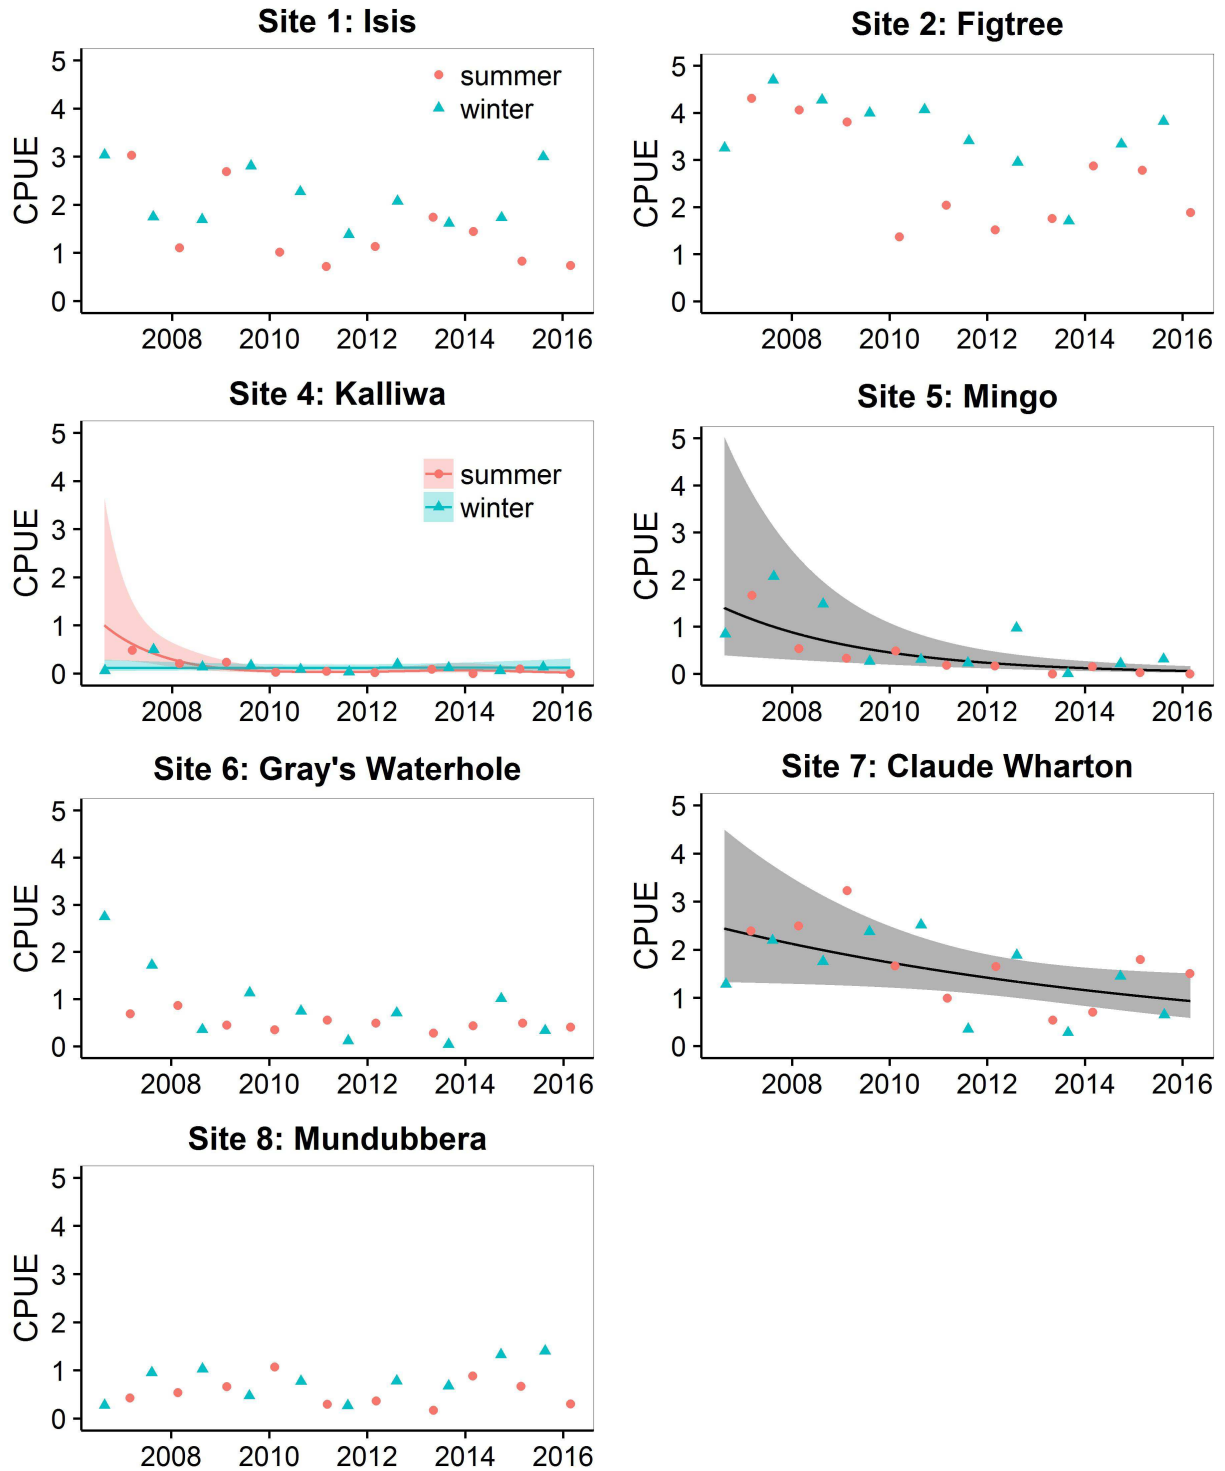 Site 1: Isis
5
4
3
2
1
0
CPUE
summer
winter
2008 2010 2012 2014 2016
Site 2: Figtree
5
4
3
2
1
0
CPUE
2008 2010 2012 2014 2016
Site 4: Kalliwa
5
4
3
2
1
0
CPUE
summer
winter
2008 2010 2012 2014 2016
Site 5: Mingo
5
4
3
2
1
0
CPUE
2008 2010 2012 2014 2016
Site 6: Gray's Waterhole
5
4
3
2
1
0
CPUE
2008 2010 2012 2014 2016
Site 7: Claude Wharton
5
4
3
2
1
0
CPUE
2008 2010 2012 2014 2016
Site 8: Mundubbera
5
4
3
2
1
0
CPUE
2008 2010 2012 2014 2016